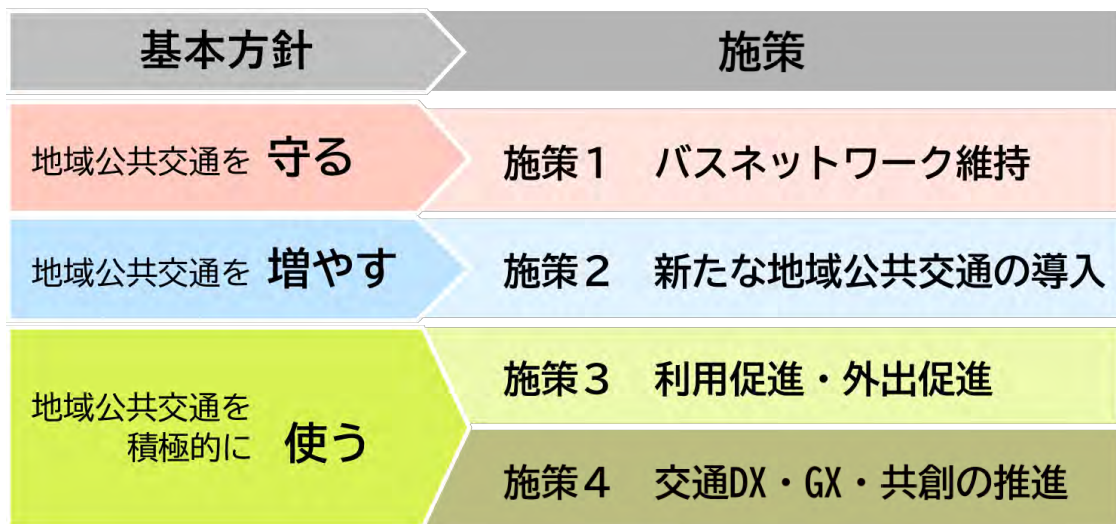 基本方針
施策
地域公共交通を 守る
施策1 バスネットワーク維持
地域公共交通を 増やす
施策2 新たな地域公共交通の導入
地域公共交通を
積極的に 使う
施策3 利用促進・外出促進
施策4 交通DX・GX・共創の推進